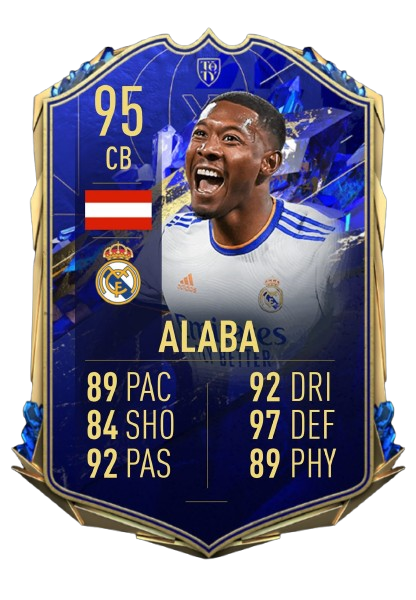 95
CB
ALABA
89 PAC
84 SHO
92 PAS
92 DRI
97 DEF
89 PHY